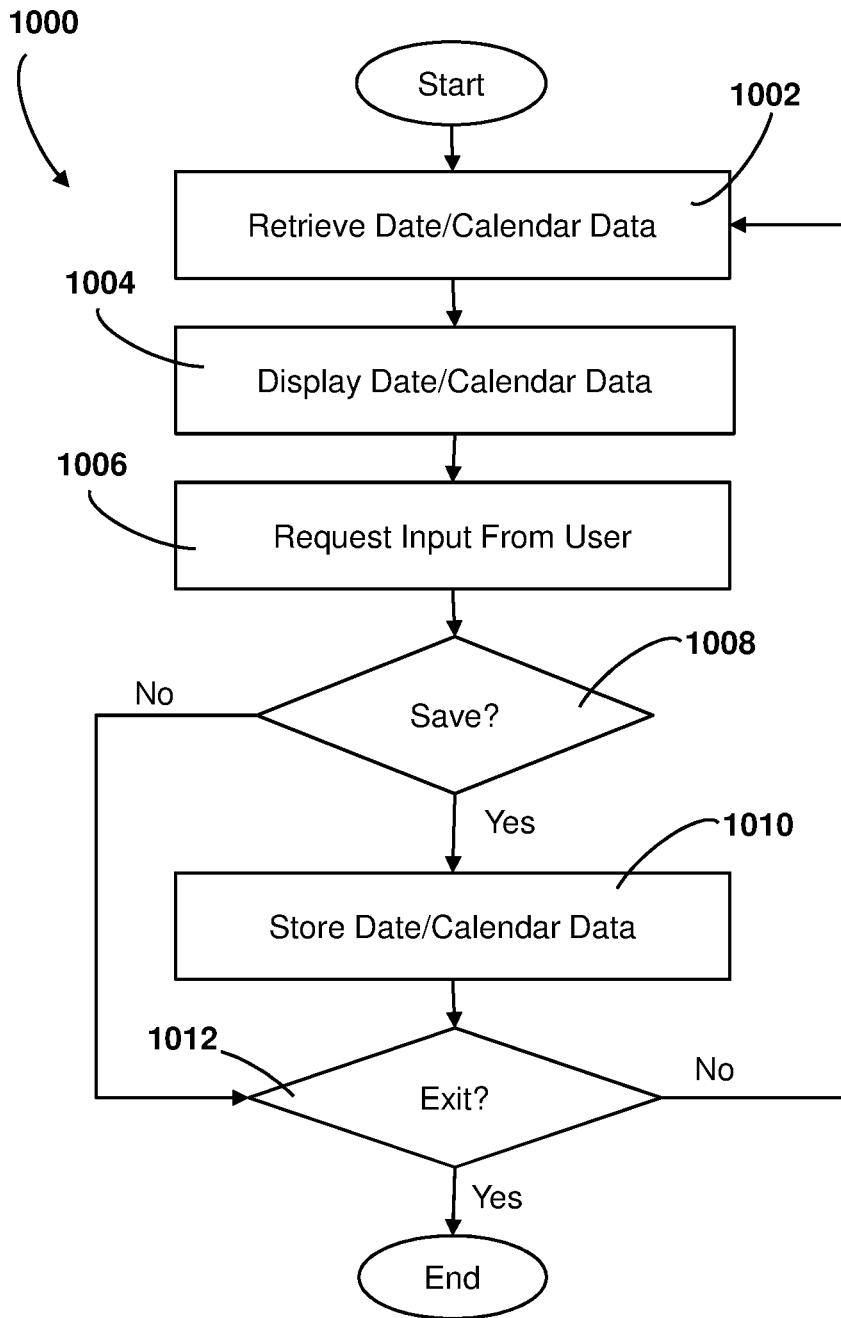 1000
Start
1002
Retrieve Date/Calendar Data
1004
Display Date/Calendar Data
1006
Request Input From User
1008
No
Save?
Yes
1010
Store Date/Calendar Data
1012
Exit?
No
Yes
End